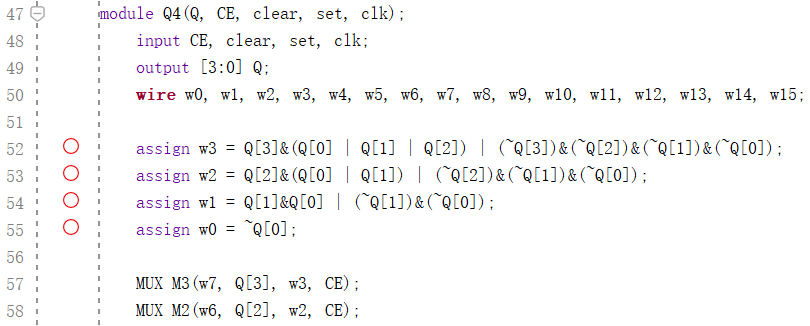 47 module Q4(Q, CE, clear, set, clk);
48 input CE, clear, set, clk;
49 output [3:0] Q;
50 wire w0, w1, w2, w3, w4, w5, w6, w7, w8, w9, w10, w11, w12, w13, w14, w15;
51
52 assign w3 = Q[3]&(Q[0] | Q[1] | Q[2]) | (~Q[3])&(~Q[2])&(~Q[1])&(~Q[0]);
53 assign w2 = Q[2]&(Q[0] | Q[1]) | (~Q[2])&(~Q[1])&(~Q[0]);
54 assign w1 = Q[1]&Q[0] | (~Q[1])&(~Q[0]);
55 assign w0 = ~Q[0];
56
57 MUX M3(w7, Q[3], w3, CE);
58 MUX M2(w6, Q[2], w2, CE);